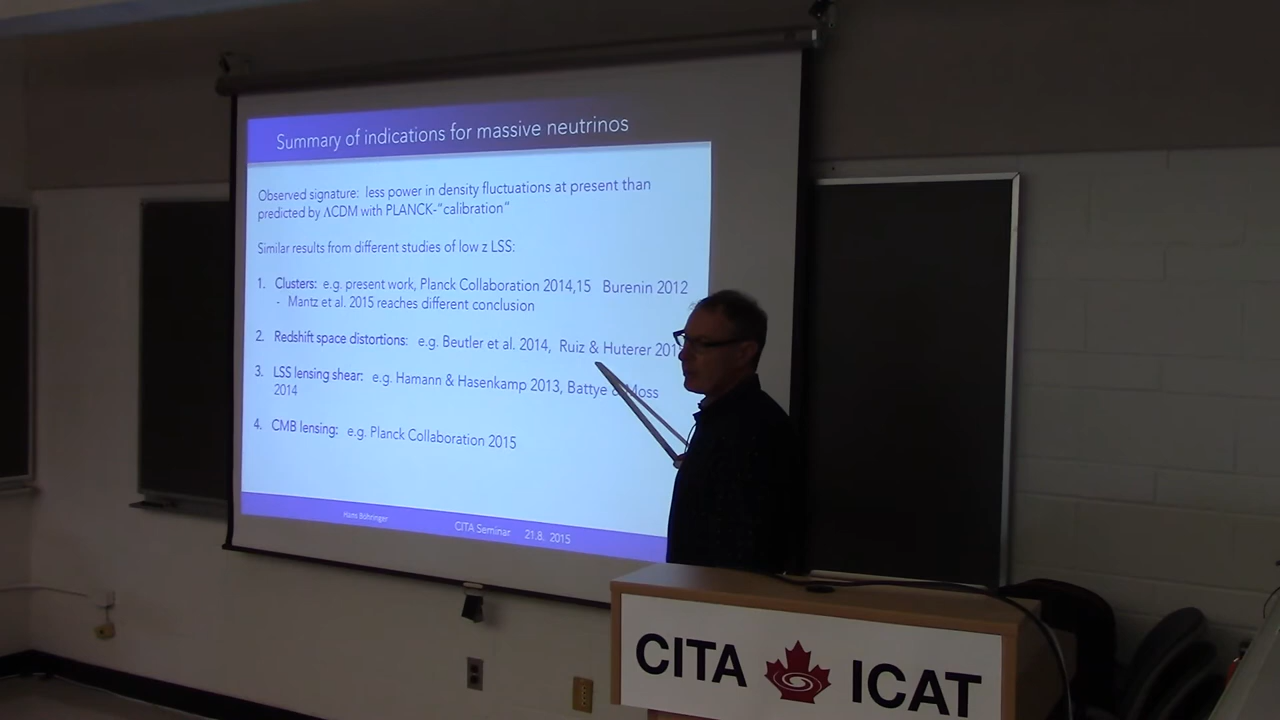 Summary of indications for massive neutrinos
Observed signature: less power in density fluctuations at present than
predicted by ΛCDM with PLANCK-"calibration"
Similar results from different studies of low z LSS:
1. Clusters: e.g. present work, Planck Collaboration 2014,15 Burenin 2012
- Mantz et al. 2015 reaches different conclusion
2. Redshift space distortions: e.g. Beutler et al. 2014, Ruiz & Huterer
3. LSS lensing shear: e.g. Hamann & Hasenkamp 2013, Battye & Moss
2014
4. CMB lensing: e.g. Planck Collaboration 2015
Hans Böhringer CITA Seminar 21.8. 2015
CITA ICAT